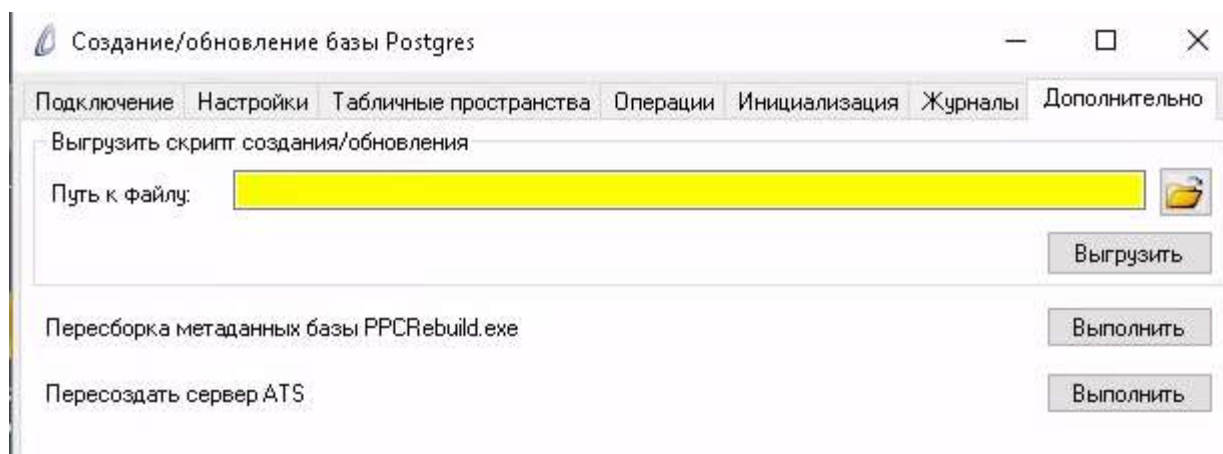 Создание/обновление базы Postgres
Подключение Настройки Табличные пространства Операции Инициализация Журналы Дополнительно
Выгрузить скрипт создания/обновления
Путь к файлу:
Выгрузить
Пересборка метаданных базы PPCRebuild.exe Выполнить
Пересоздать сервер ATS Выполнить